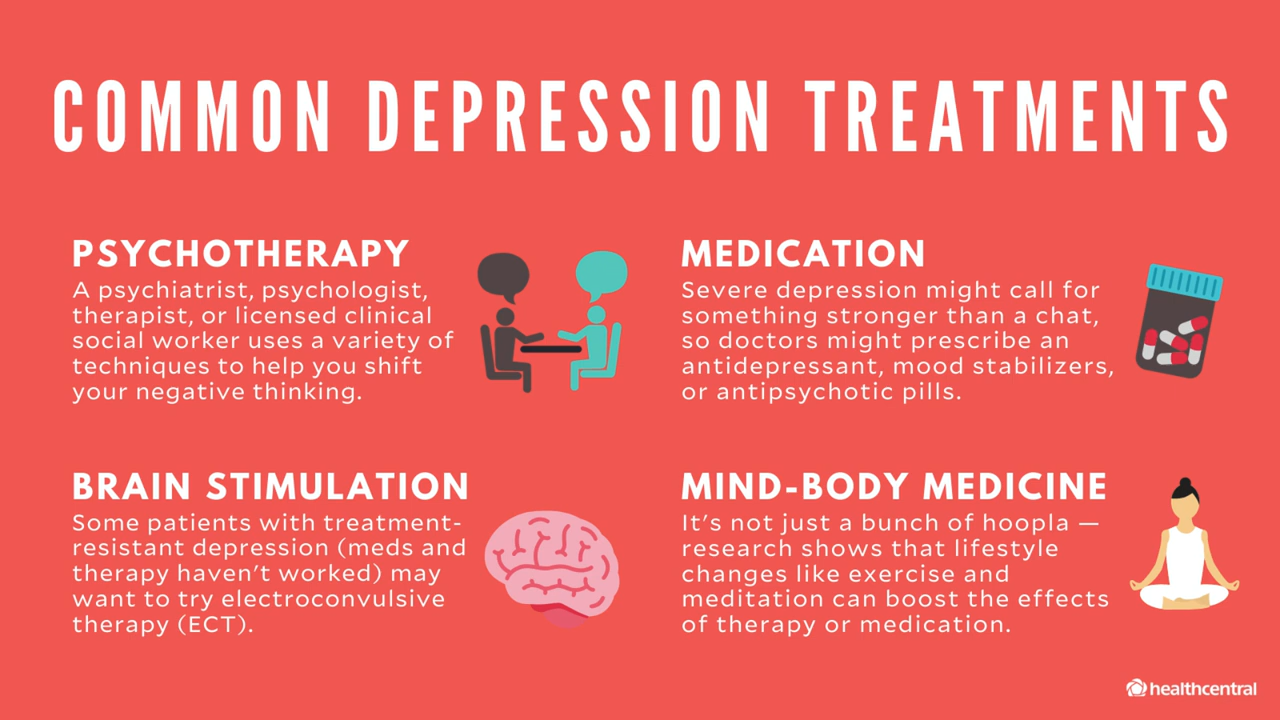 COMMON DEPRESSION TREATMENTS
PSYCHOTHERAPY
A psychiatrist, psychologist,
therapist, or licensed clinical
social worker uses a variety of
techniques to help you shift
your negative thinking.
MEDICATION
Severe depression might call for
something stronger than a chat,
so doctors might prescribe an
antidepressant, mood stabilizers,
or antipsychotic pills.
BRAIN STIMULATION
Some patients with treatment-
resistant depression (meds and
therapy haven't worked) may
want to try electroconvulsive
therapy (ECT).
MIND-BODY MEDICINE
It's not just a bunch of hoopla —
research shows that lifestyle
changes like exercise and
meditation can boost the effects
of therapy or medication.
healthcentral